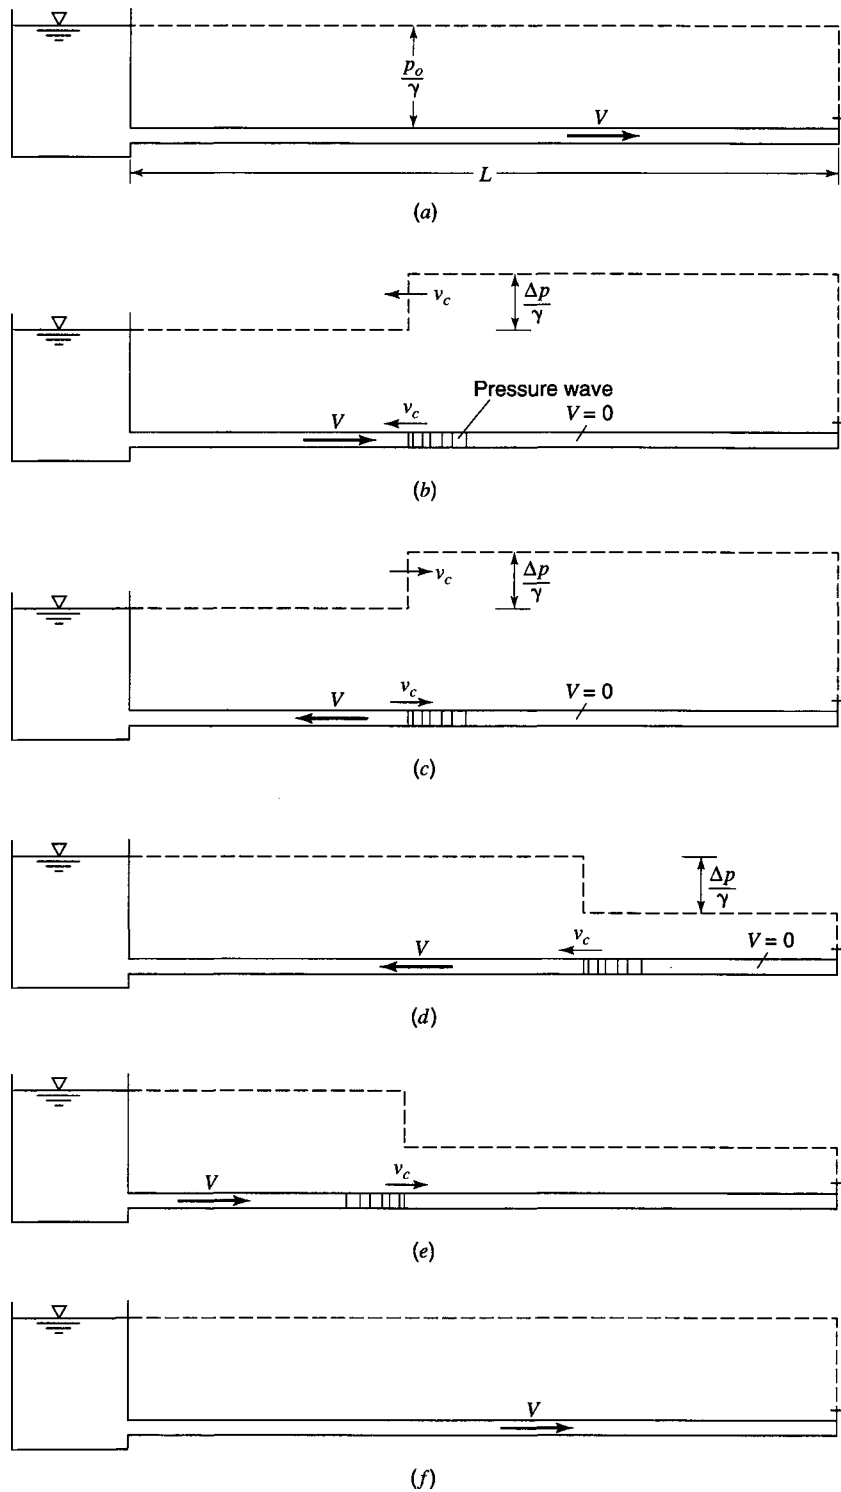 p_o
γ
V
L
(a)
v_c
Δp
γ
Pressure wave
v_c
V
V = 0
(b)
v_c
Δp
γ
V
v_c
V = 0
(c)
Δp
γ
v_c
V
V = 0
(d)
v_c
V
(e)
V
(f)